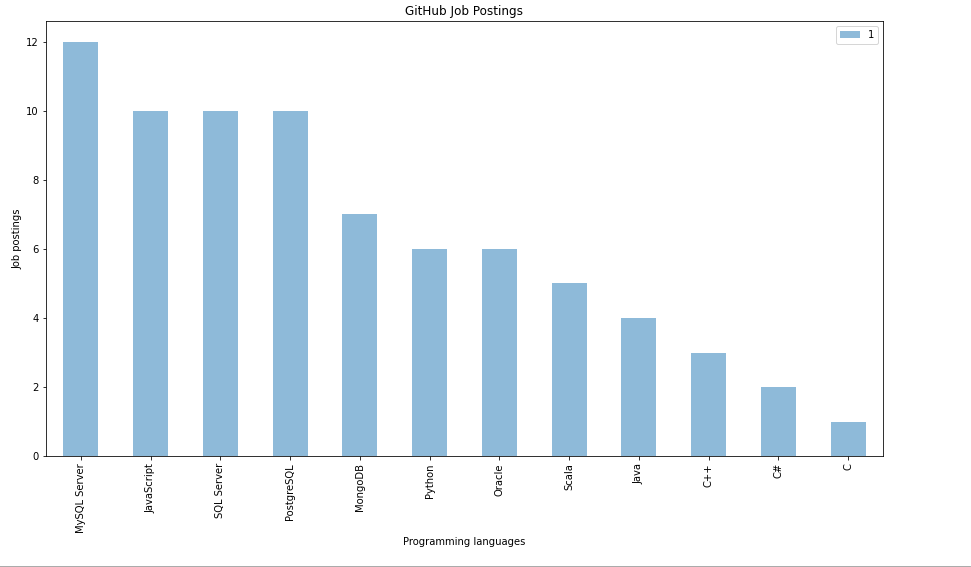 GitHub Job Postings
1
12
10
8
6
4
2
0
Job postings
MySQL Server
JavaScript
SQL Server
PostgreSQL
MongoDB
Python
Oracle
Scala
Java
C++
C#
C
Programming languages